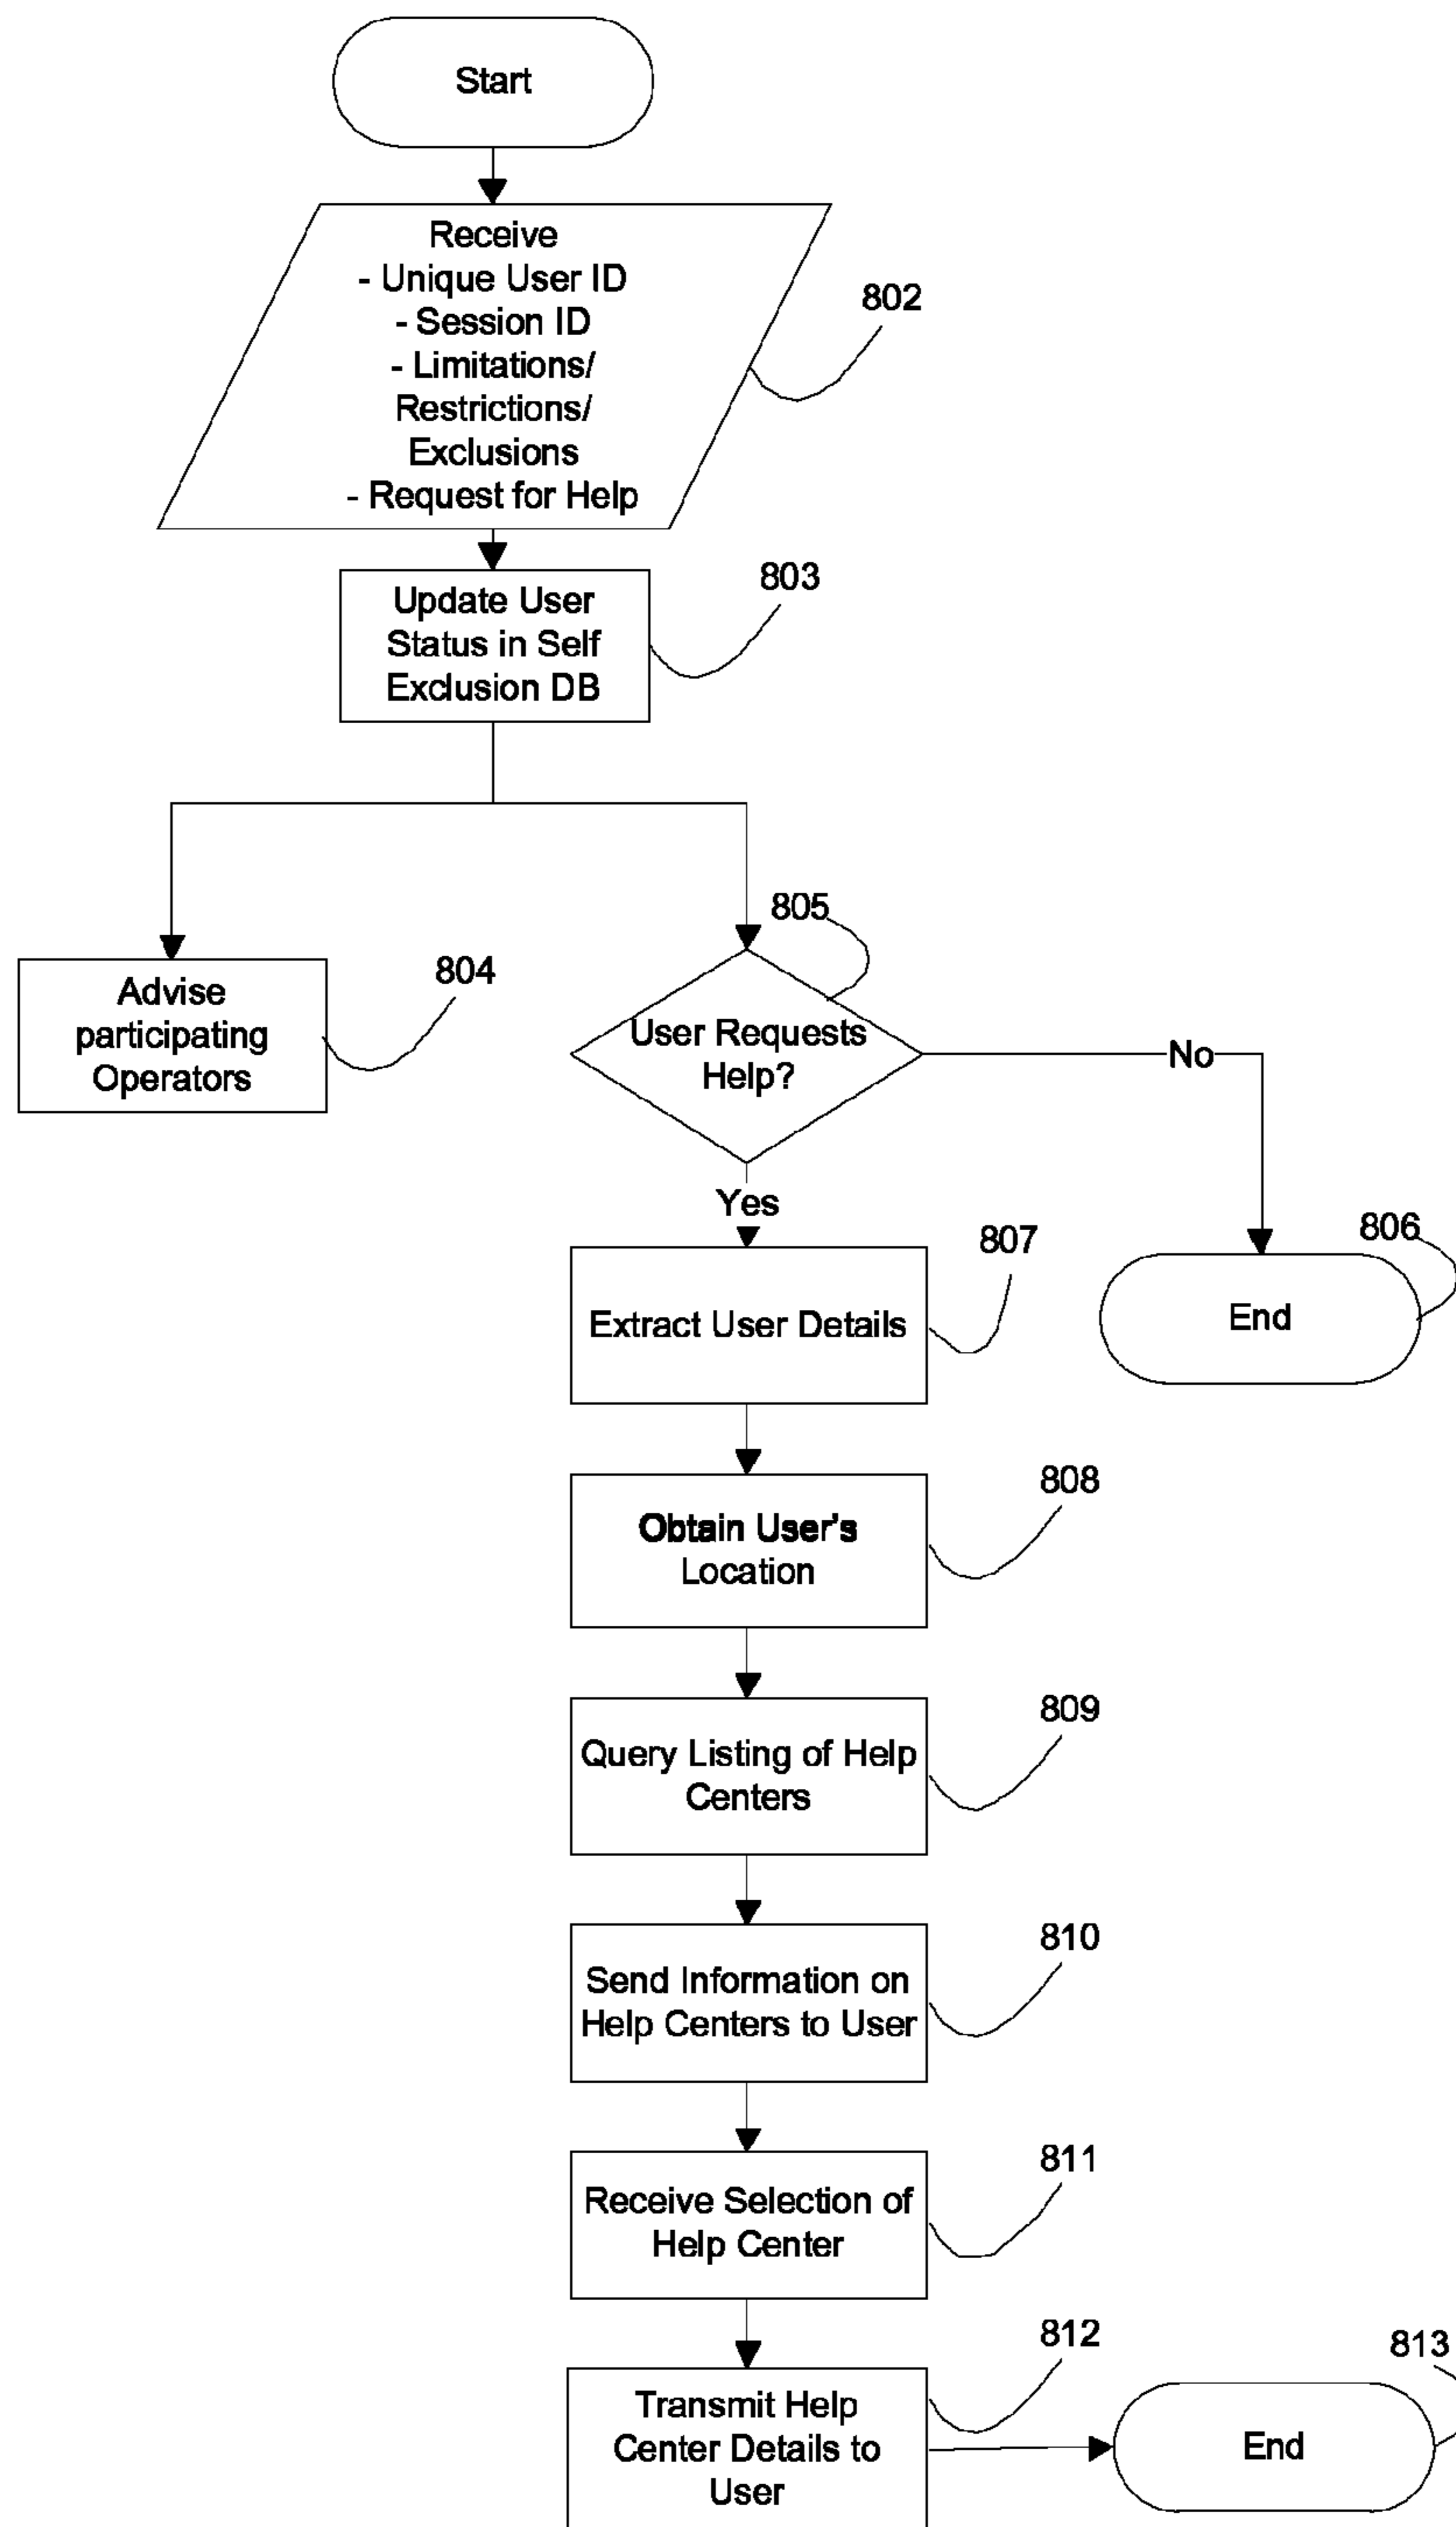 Start
Receive
- Unique User ID
- Session ID
- Limitations/
Restrictions/
Exclusions
- Request for Help
802
Update User
Status in Self
Exclusion DB
803
Advise
participating
Operators
804
805
User Requests
Help?
No
Yes
806
End
Extract User Details
807
Obtain User's
Location
808
Query Listing of Help
Centers
809
Send Information on
Help Centers to User
810
Receive Selection of
Help Center
811
Transmit Help
Center Details to
User
812
813
End